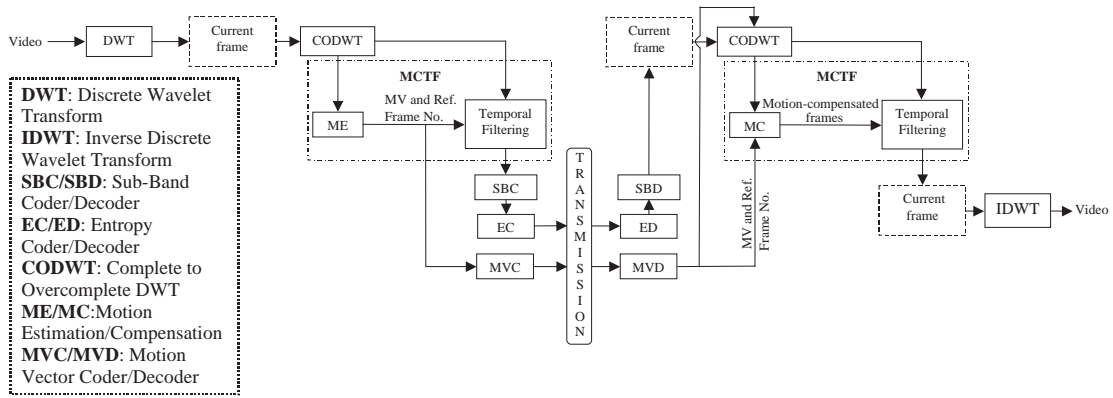 Video
DWT
Current
frame
CODWT
MCTF
ME
MV and Ref.
Frame No.
Temporal
Filtering
SBC
EC
MVC
TRANSMISSION
SBD
ED
MVD
Current
frame
CODWT
MCTF
MC
Motion-compensated
frames
Temporal
Filtering
MV and Ref.
Frame No.
Current
frame
IDWT
Video
DWT: Discrete Wavelet
Transform
IDWT: Inverse Discrete
Wavelet Transform
SBC/SBD: Sub-Band
Coder/Decoder
EC/ED: Entropy
Coder/Decoder
CODWT: Complete to
Overcomplete DWT
ME/MC:Motion
Estimation/Compensation
MVC/MVD: Motion
Vector Coder/Decoder